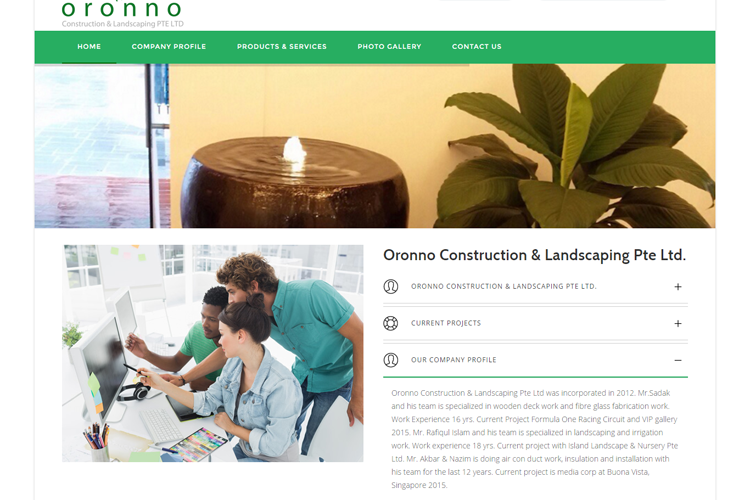 oronno
Construction & Landscaping PTE LTD
HOME COMPANY PROFILE PRODUCTS & SERVICES PHOTO GALLERY CONTACT US
Oronno Construction & Landscaping Pte Ltd.
ORONNO CONSTRUCTION & LANDSCAPING PTE LTD.
CURRENT PROJECTS
OUR COMPANY PROFILE
Oronno Construction & Landscaping Pte Ltd was incorporated in 2012. Mr.Sadak
and his team is specialized in wooden deck work and fibre glass fabrication work.
Work Experience 16 yrs. Current Project Formula One Racing Circuit and VIP gallery
2015. Mr. Rafiqul Islam and his team is specialized in landscaping and irrigation
work. Work experience 18 yrs. Current project with Island Landscape & Nursery Pte
Ltd. Mr. Akbar & Nazim is doing air con duct work, insulation and installation with
his team for the last 12 years. Current project is media corp at Buona Vista,
Singapore 2015.